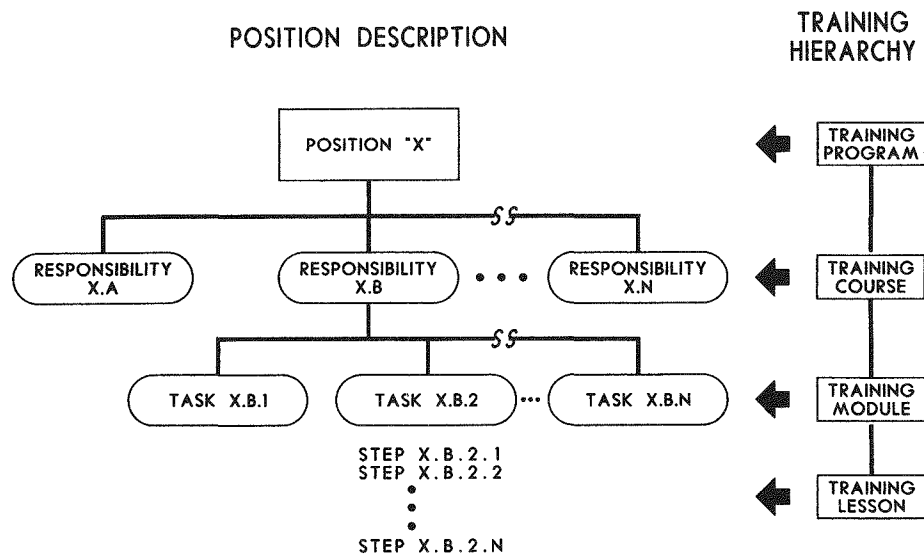 POSITION DESCRIPTION
TRAINING
HIERARCHY
POSITION "X"
TRAINING
PROGRAM
RESPONSIBILITY
X.A
RESPONSIBILITY
X.B
RESPONSIBILITY
X.N
TRAINING
COURSE
TASK X.B.1
TASK X.B.2
TASK X.B.N
TRAINING
MODULE
STEP X.B.2.1
STEP X.B.2.2
STEP X.B.2.N
TRAINING
LESSON